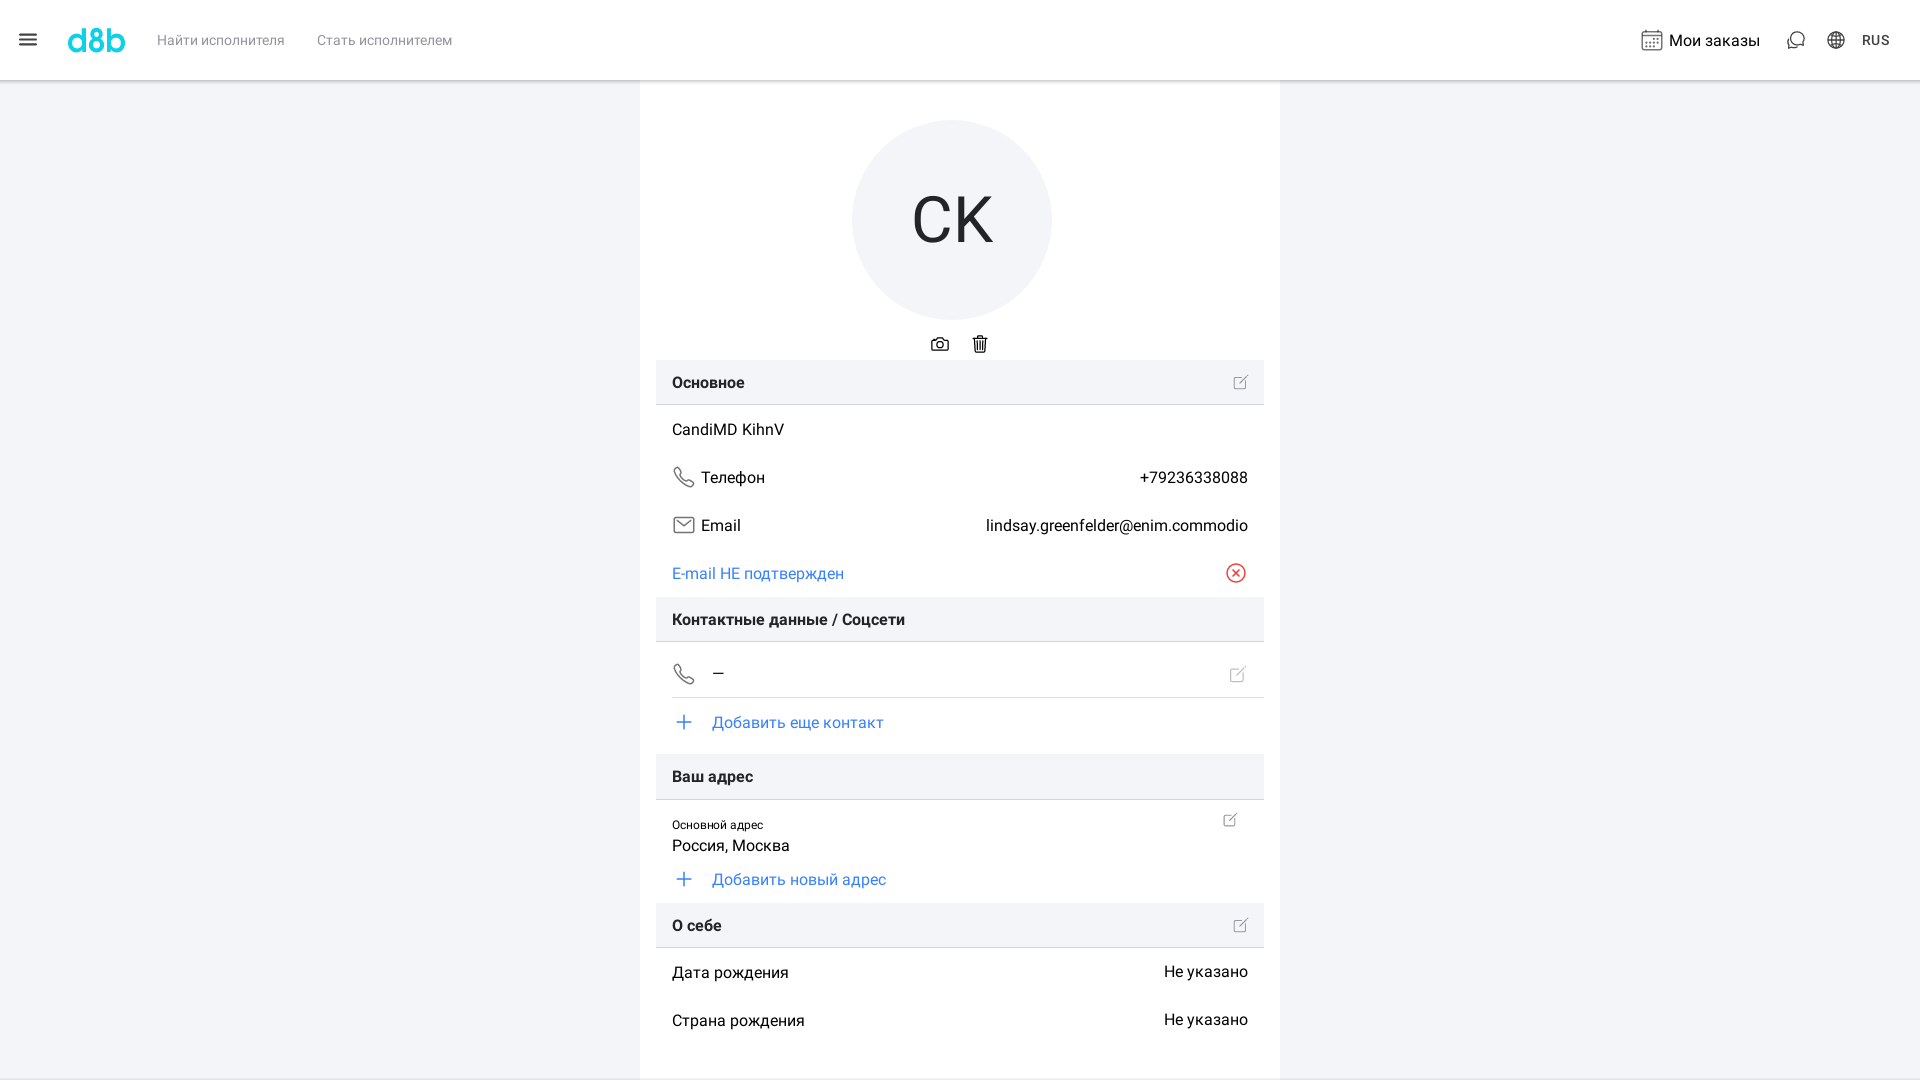 d8b
Найти исполнителя
Стать исполнителем
Мои заказы
RUS
CK
Основное
CandiMD KihnV
Телефон
+79236338088
Email
lindsay.greenfelder@enim.commodio
E-mail НЕ подтвержден
Контактные данные / Соцсети
—
Добавить еще контакт
Ваш адрес
Основной адрес
Россия, Москва
Добавить новый адрес
О себе
Дата рождения
Не указано
Страна рождения
Не указано